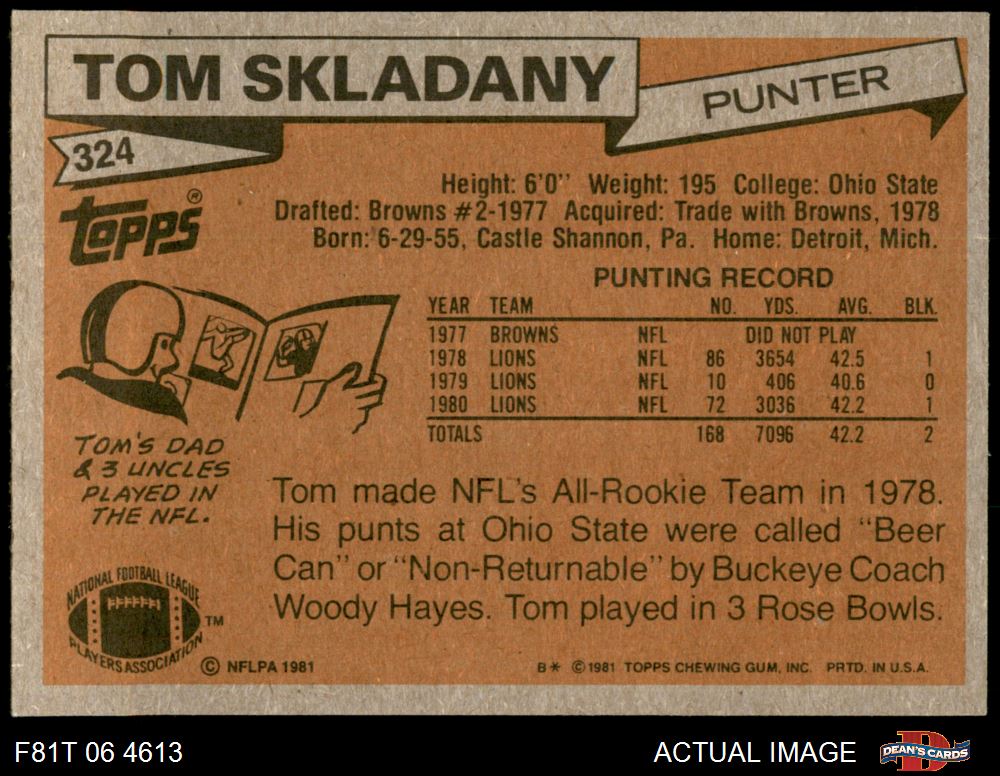 TOM SKLADANY
PUNTER
324
TOPPS®
Height: 6'0" Weight: 195 College: Ohio State
Drafted: Browns #2-1977 Acquired: Trade with Browns, 1978
Born: 6-29-55, Castle Shannon, Pa. Home: Detroit, Mich.
PUNTING RECORD
YEAR TEAM NO. YDS. AVG. BLK.
1977 BROWNS NFL DID NOT PLAY
1978 LIONS NFL 86 3654 42.5 1
1979 LIONS NFL 10 406 40.6 0
1980 LIONS NFL 72 3036 42.2 1
TOTALS 168 7096 42.2 2
TOM'S DAD
& 3 UNCLES
PLAYED IN
THE NFL.
Tom made NFL's All-Rookie Team in 1978.
His punts at Ohio State were called "Beer
Can" or "Non-Returnable" by Buckeye Coach
Woody Hayes. Tom played in 3 Rose Bowls.
NATIONAL FOOTBALL LEAGUE
PLAYERS ASSOCIATION
TM
© NFLPA 1981
B* © 1981 TOPPS CHEWING GUM, INC. PRTD. IN U.S.A.
F81T 06 4613
ACTUAL IMAGE
D
DEAN'S CARDS